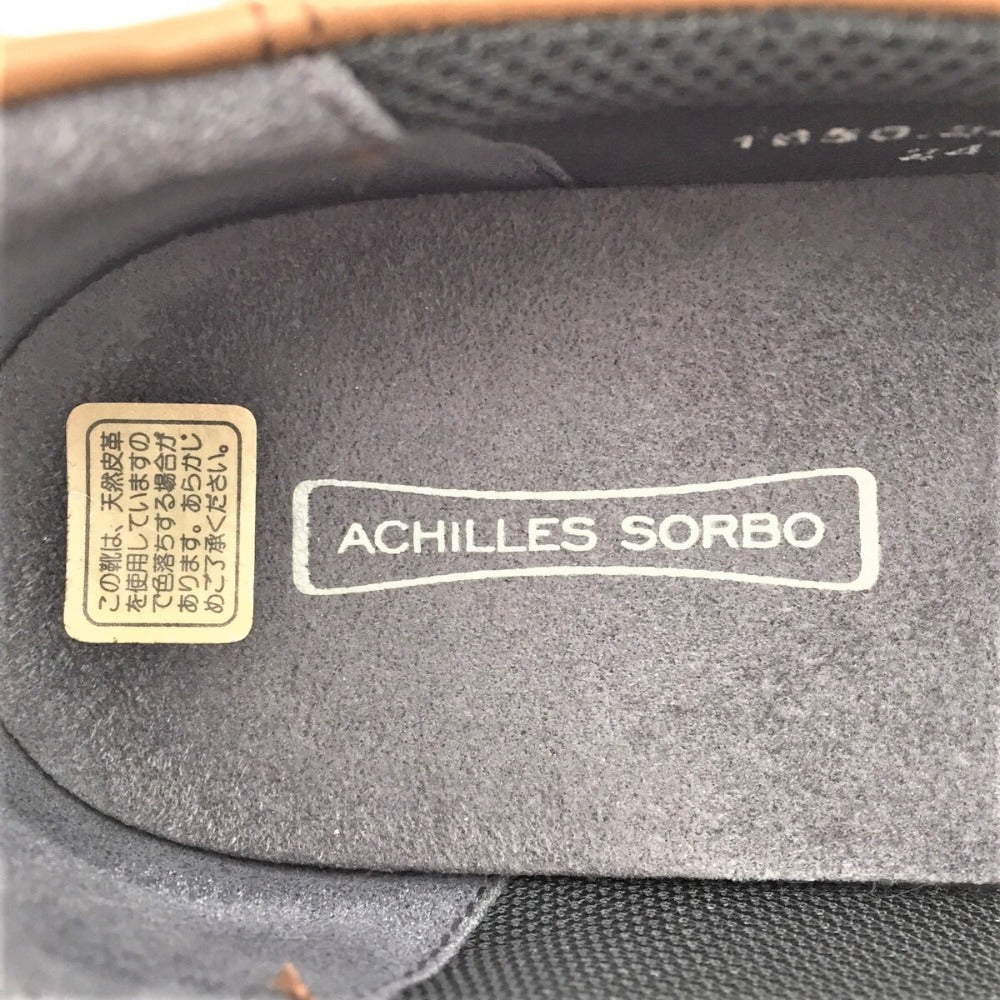 この靴は、天然皮革
を使用していますの
で色落ちする場合が
あります。あらかじ
めご了承ください。
ACHILLES SORBO